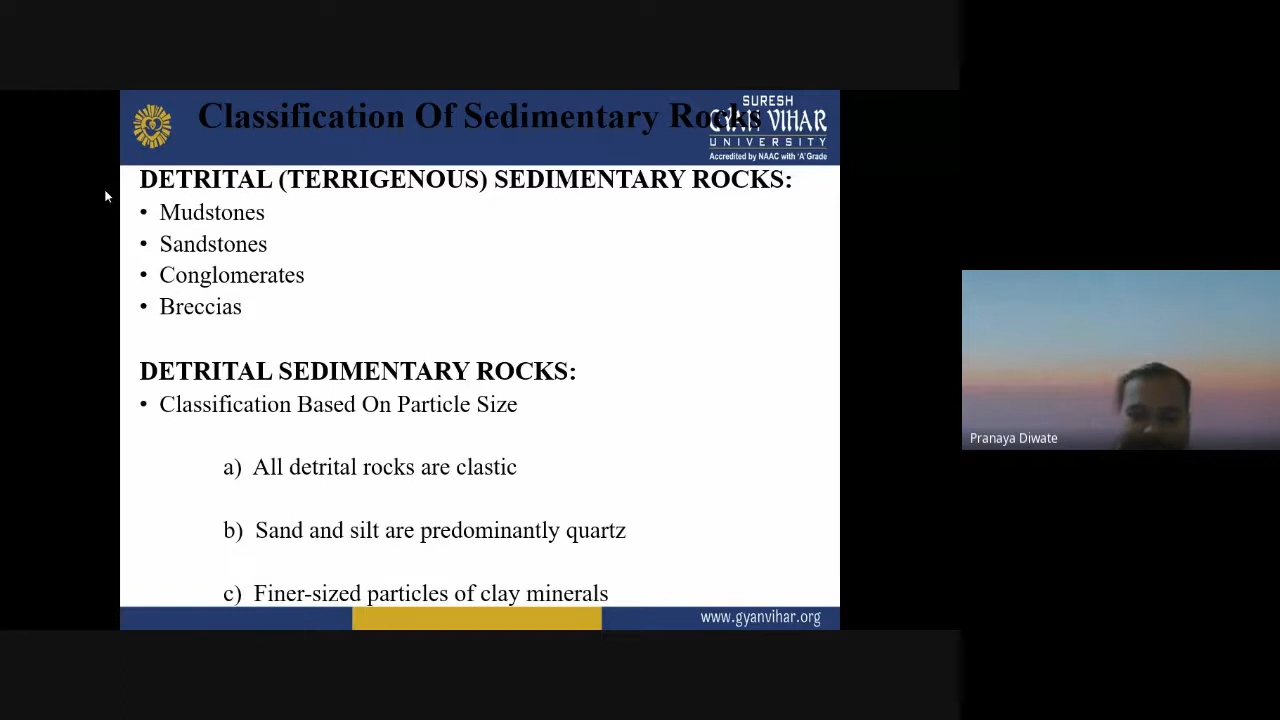 Classification Of Sedimentary Rocks
SURESH
GYAN VIHAR
UNIVERSITY
Accredited by NAAC with 'A' Grade
DETRITAL (TERRIGENOUS) SEDIMENTARY ROCKS:
• Mudstones
• Sandstones
• Conglomerates
• Breccias
DETRITAL SEDIMENTARY ROCKS:
• Classification Based On Particle Size
a) All detrital rocks are clastic
b) Sand and silt are predominantly quartz
c) Finer-sized particles of clay minerals
www.gyanvihar.org
Pranaya Diwate